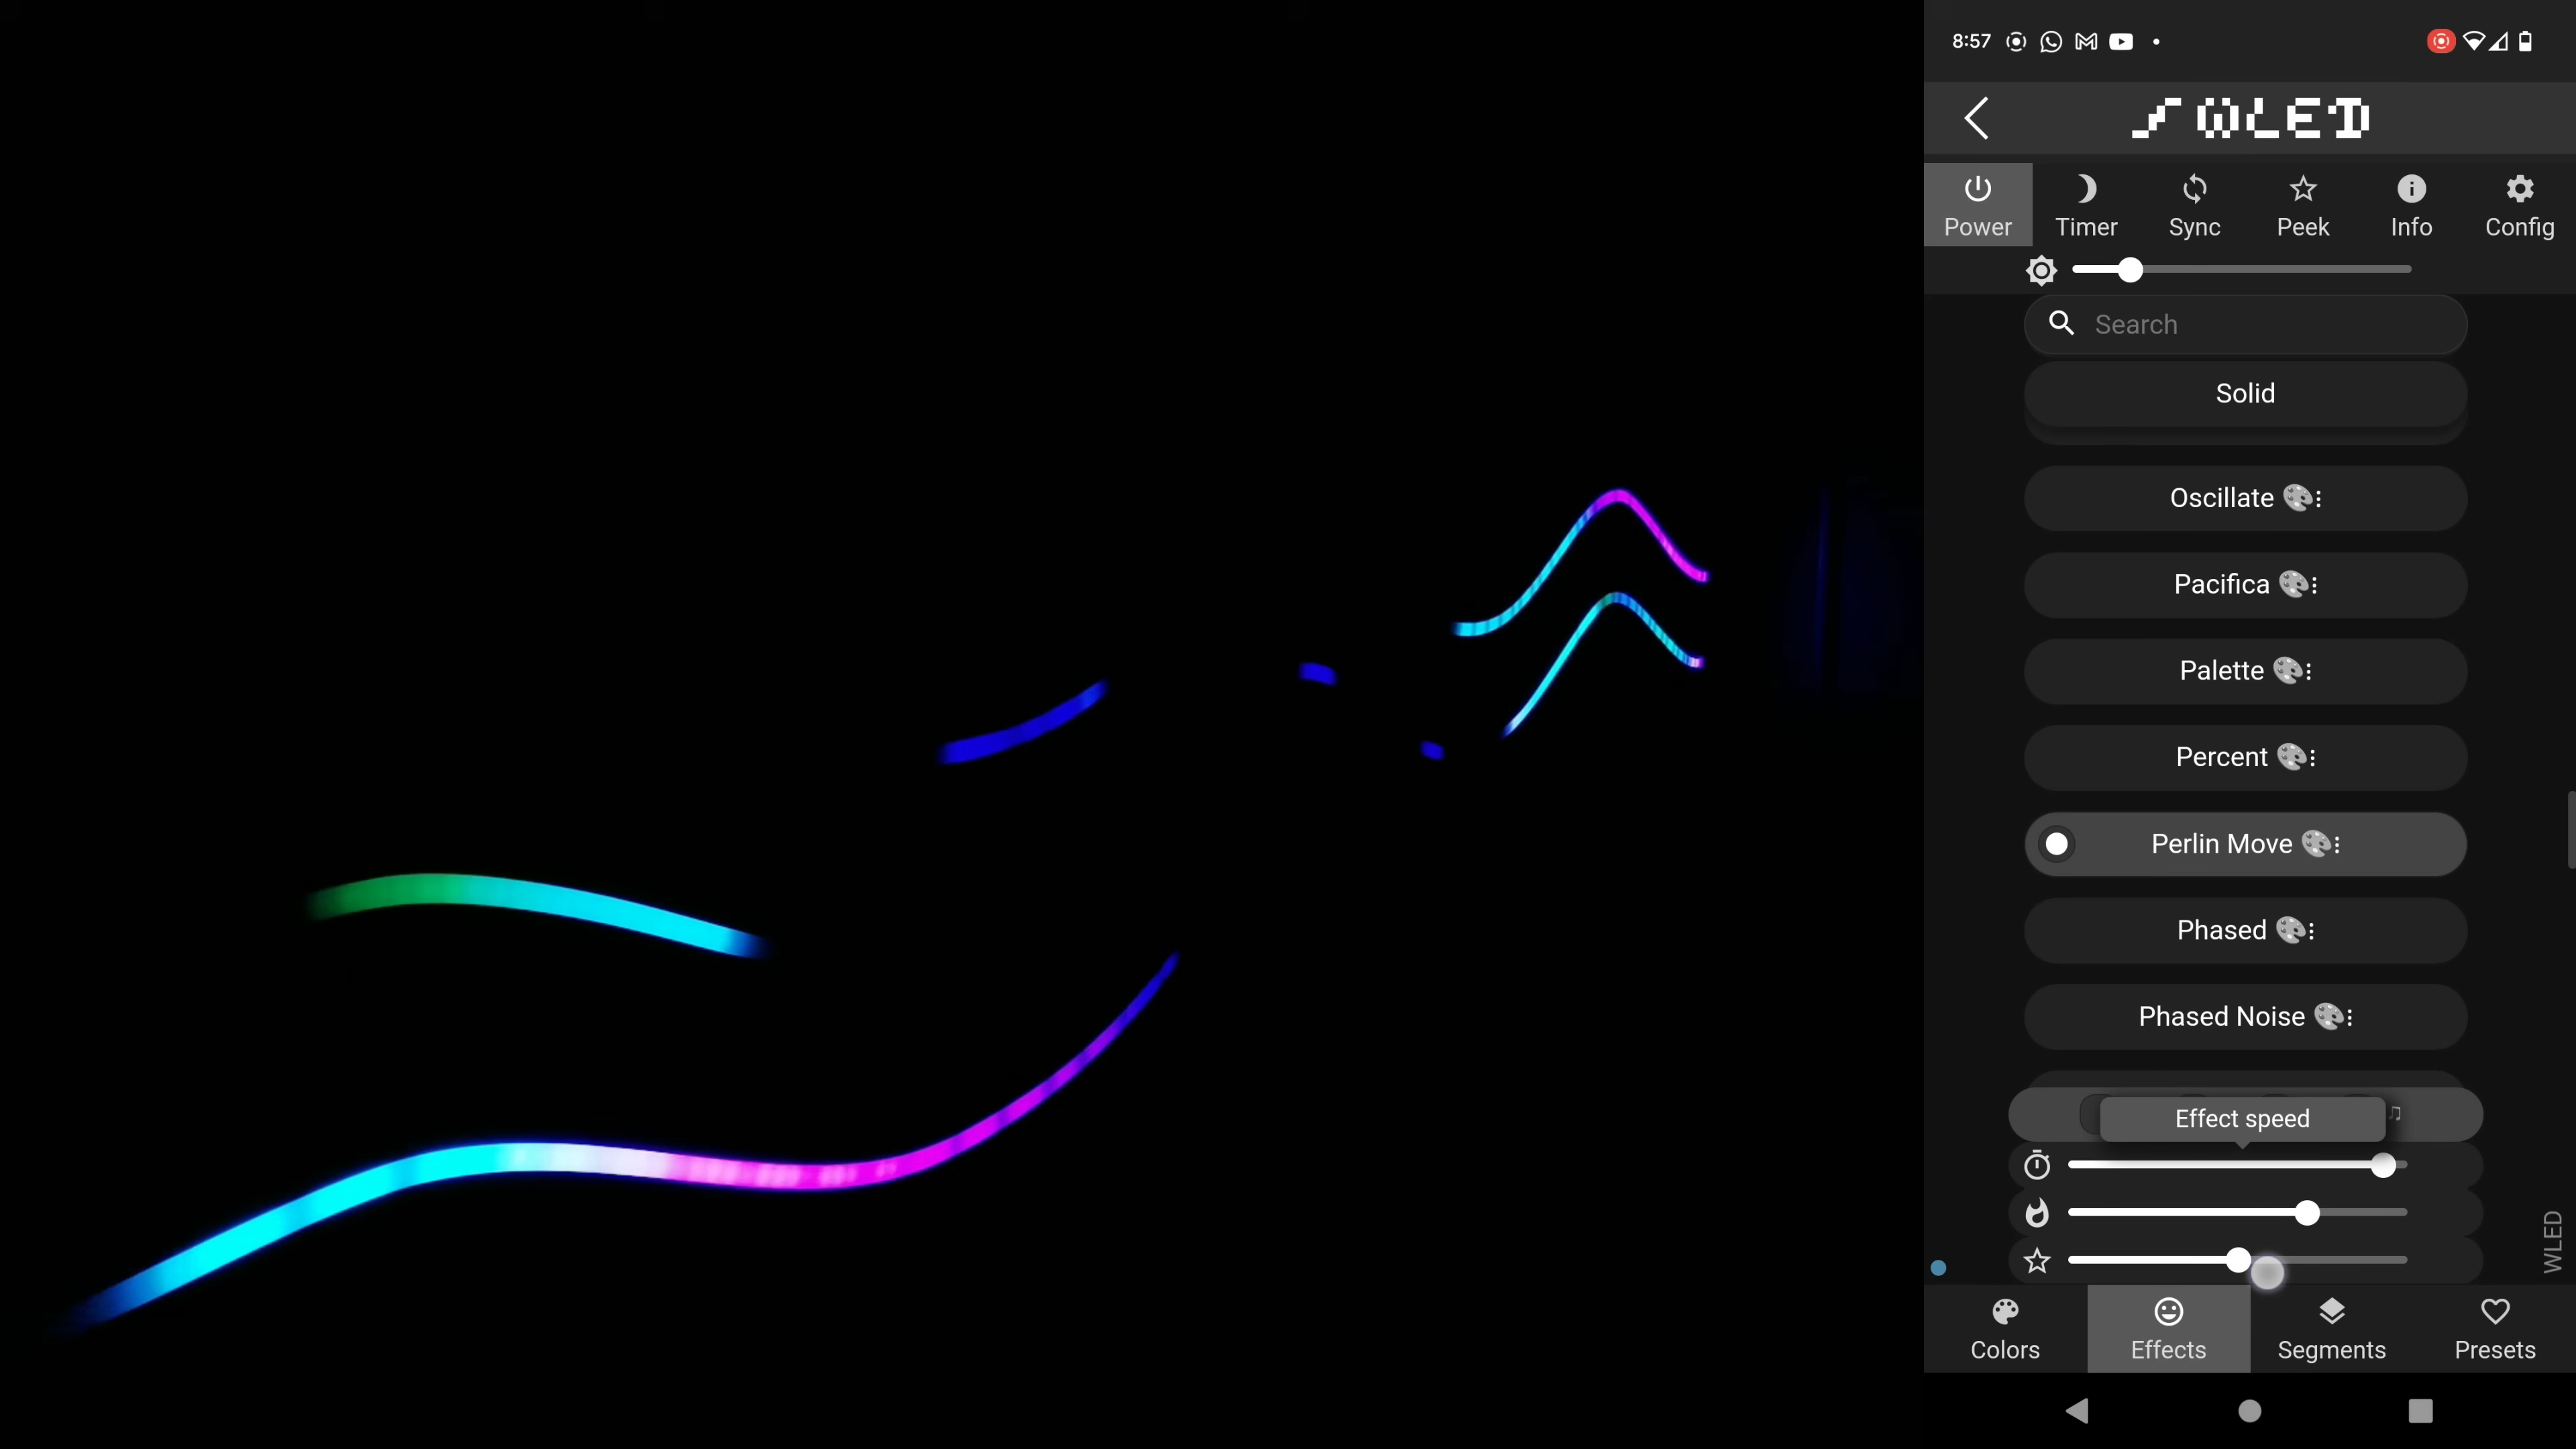 8:57
WLED
Power Timer Sync Peek Info Config
Search
Solid
Oscillate
Pacifica
Palette
Percent
Perlin Move
Phased
Phased Noise
Effect speed
WLED
Colors Effects Segments Presets